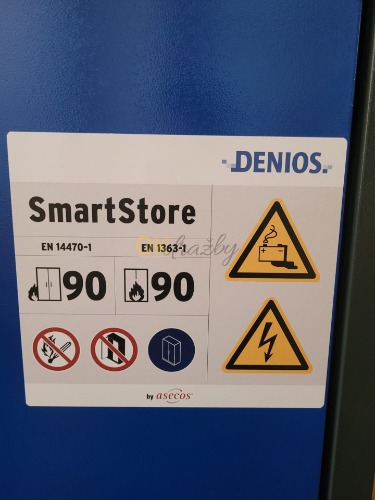 DENIOS.
SmartStore
EN 14470-1
EN 1363-1
90
90
by asecos